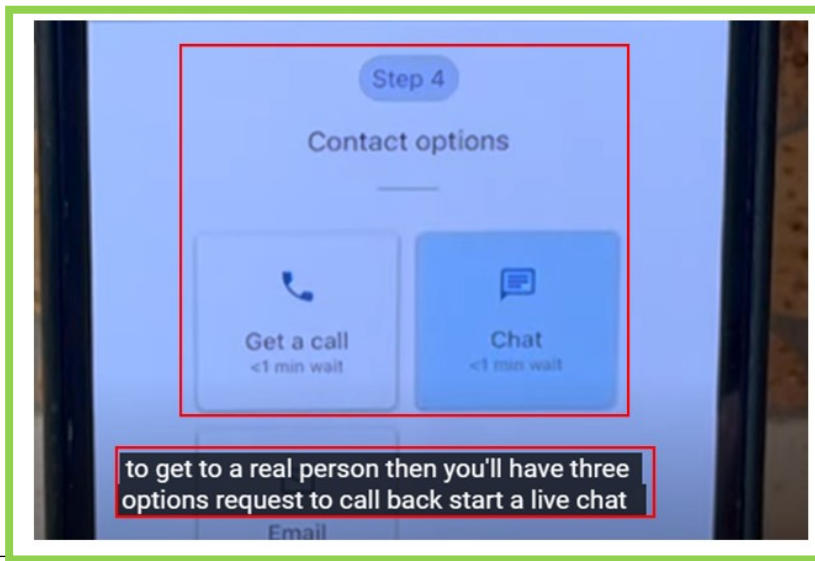 Step 4
Contact options
Get a call
<1 min wait
Chat
<1 min wait
to get to a real person then you'll have three
options request to call back start a live chat
Email